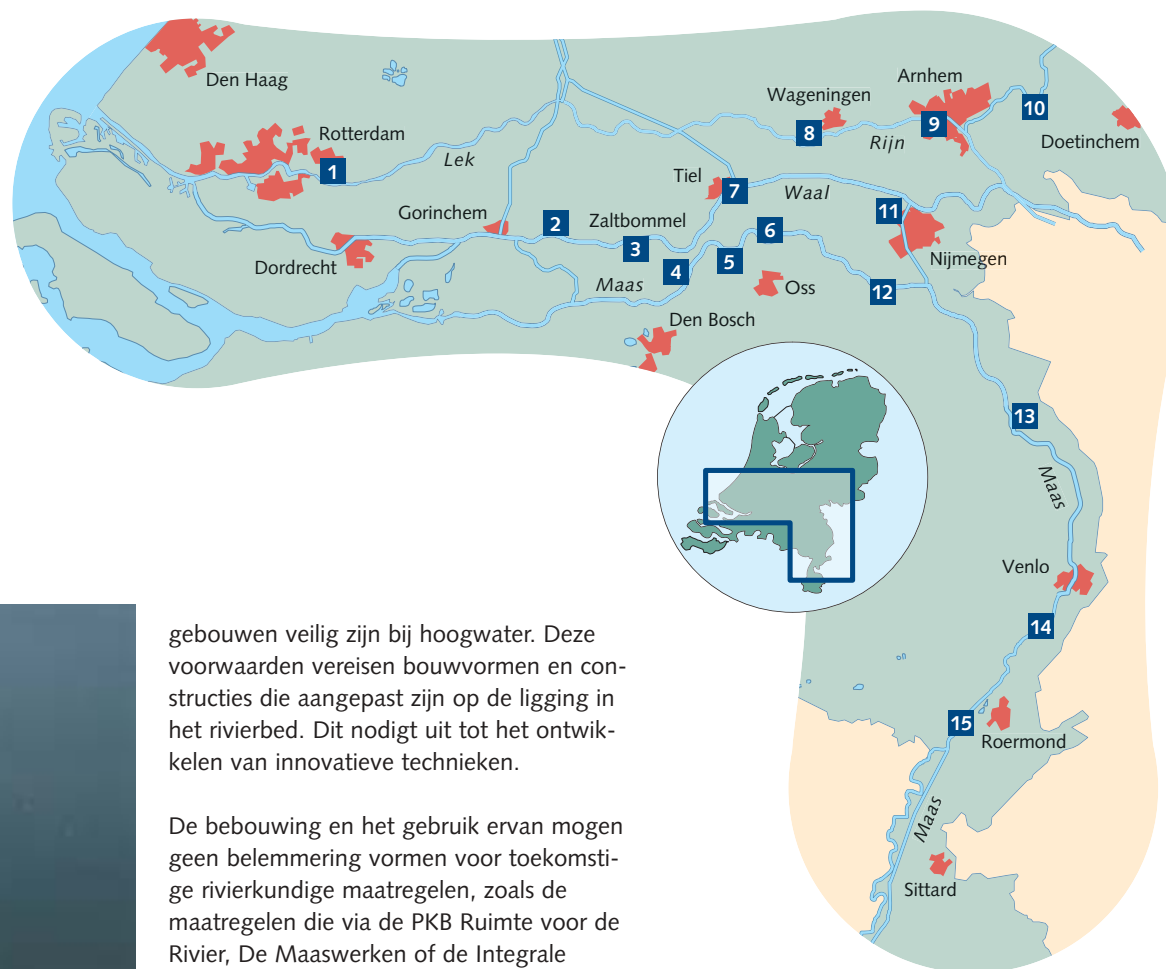 Den Haag
Rotterdam
1
Lek
Gorinchem
Dordrecht
2
Zaltbommel
3
4
Maas
5
6
Tiel
7
Waal
Wageningen
8
Rijn
Arnhem
9
10
Doetinchem
11
Nijmegen
Oss
12
Den Bosch
13
Maas
Venlo
14
15
Roermond
Maas
Sittard
gebouwen veilig zijn bij hoogwater. Deze
voorwaarden vereisen bouwvormen en con-
structies die aangepast zijn op de ligging in
het rivierbed. Dit nodigt uit tot het ontwik-
kelen van innovatieve technieken.
De bebouwing en het gebruik ervan mogen
geen belemmering vormen voor toekomsti-
ge rivierkundige maatregelen, zoals de
maatregelen die via de PKB Ruimte voor de
Rivier, De Maaswerken of de Integrale